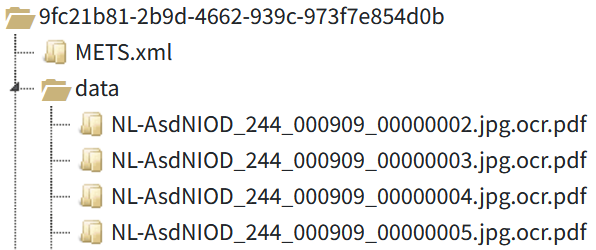 9fc21b81-2b9d-4662-939c-973f7e854d0b
METS.xml
data
NL-AsdNIOD_244_000909_00000002.jpg.ocr.pdf
NL-AsdNIOD_244_000909_00000003.jpg.ocr.pdf
NL-AsdNIOD_244_000909_00000004.jpg.ocr.pdf
NL-AsdNIOD_244_000909_00000005.jpg.ocr.pdf